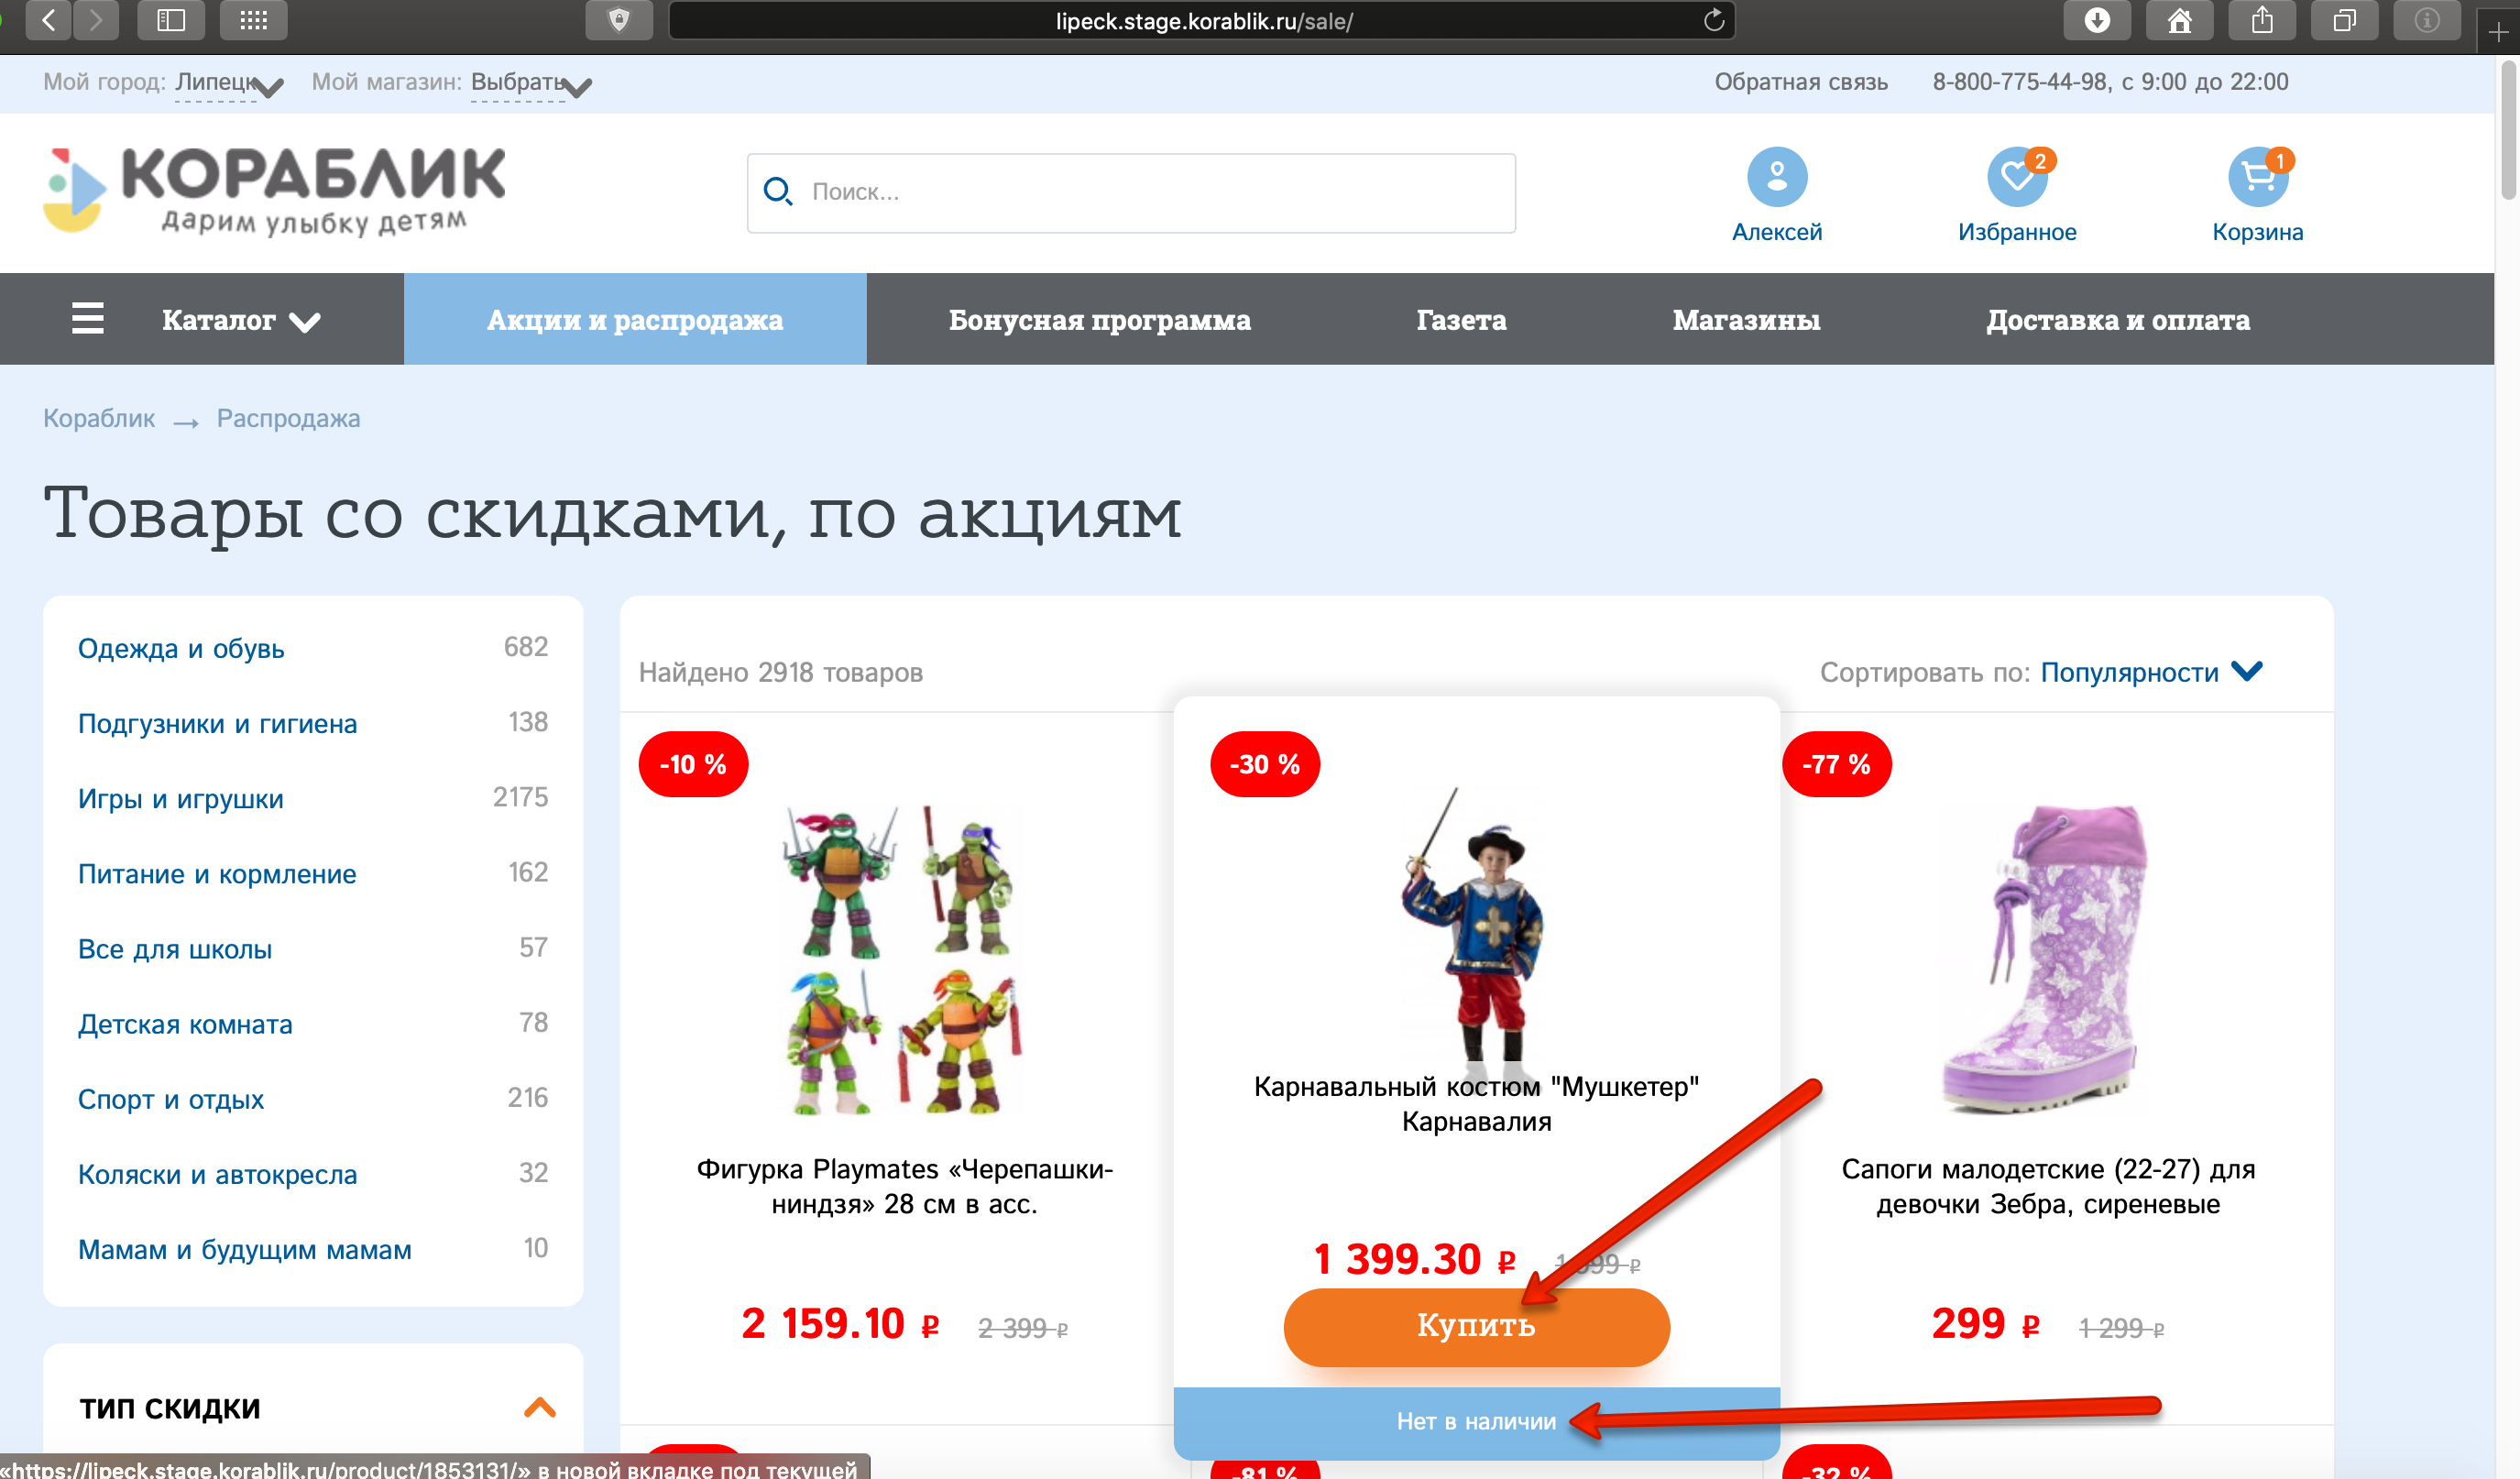 lipeck.stage.korablik.ru/sale/
Мой город: Липецк
Мой магазин: Выбрать
Обратная связь
8-800-775-44-98, с 9:00 до 22:00
КОРАБЛИК
дарим улыбку детям
Поиск...
Алексей
2
Избранное
1
Корзина
Каталог
Акции и распродажа
Бонусная программа
Газета
Магазины
Доставка и оплата
Кораблик → Распродажа
Товары со скидками, по акциям
Одежда и обувь 682
Подгузники и гигиена 138
Игры и игрушки 2175
Питание и кормление 162
Все для школы 57
Детская комната 78
Спорт и отдых 216
Коляски и автокресла 32
Мамам и будущим мамам 10
ТИП СКИДКИ
Найдено 2918 товаров
Сортировать по: Популярности
-10 %
Фигурка Playmates «Черепашки-
ниндзя» 28 см в асс.
2 159.10 ₽ 2 399 ₽
-30 %
Карнавальный костюм "Мушкетер"
Карнавалия
1 399.30 ₽
Купить
Нет в наличии
-77 %
Сапоги малодетские (22-27) для
девочки Зебра, сиреневые
299 ₽ 1 299 ₽
-81 %
-32 %
«https://lipeck.stage.korablik.ru/product/1853131/» в новой вкладке под текущей